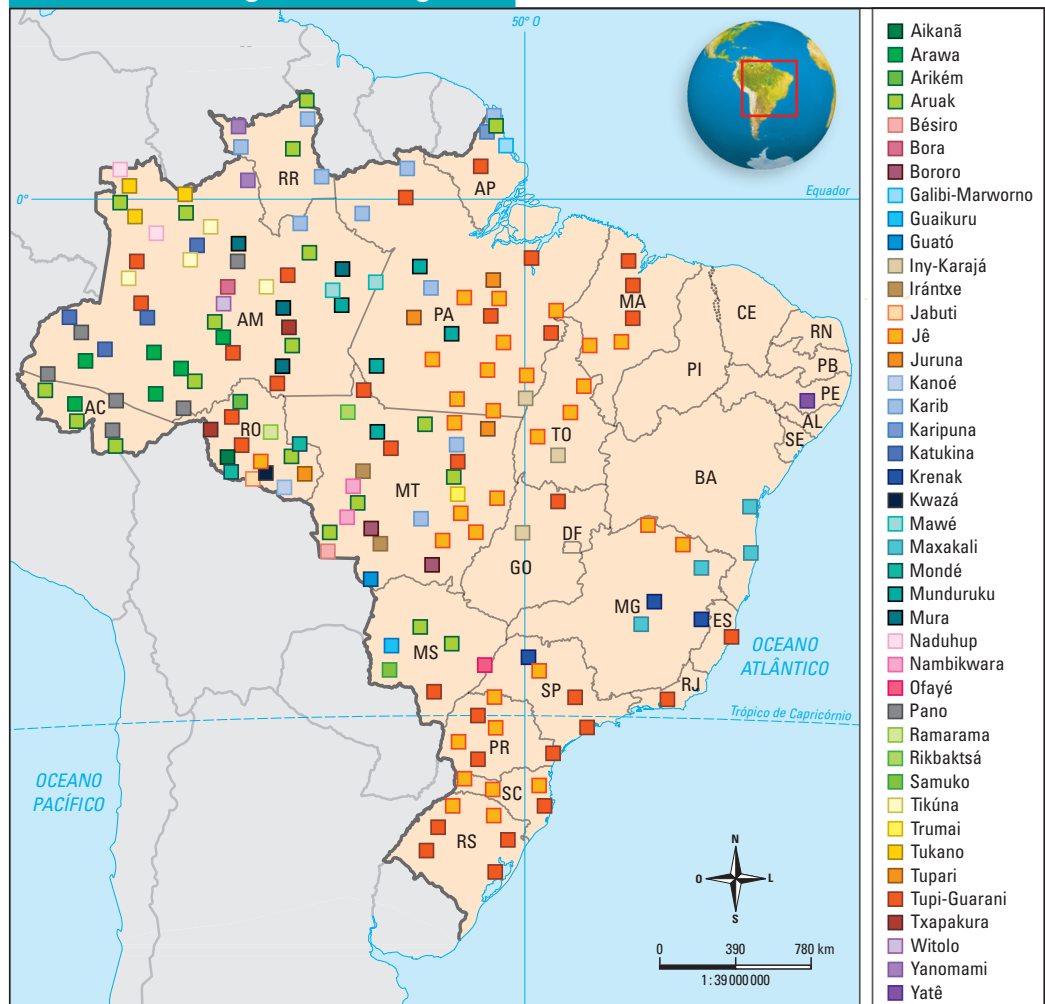 50° O
0°
Equador
RR
AP
AM
PA
MA
CE
RN
PB
PE
AL
SE
PI
AC
RO
TO
BA
MT
DF
GO
MG
ES
MS
SP
RJ
PR
SC
RS
OCEANO
ATLÂNTICO
Trópico de Capricórnio
OCEANO
PACÍFICO
N
O
L
S
0 390 780 km
1:39 000 000
Aikanã
Arawa
Arikém
Aruak
Bésiro
Bora
Bororo
Galibi-Marworno
Guaikuru
Guató
Iny-Karajá
Irántxe
Jabuti
Jê
Juruna
Kanoé
Karib
Karipuna
Katukina
Krenak
Kwazá
Mawé
Maxakali
Mondé
Munduruku
Mura
Naduhup
Nambikwara
Ofayé
Pano
Ramarama
Rikbaktsá
Samuko
Tikúna
Trumai
Tukano
Tupari
Tupi-Guarani
Txapakura
Witolo
Yanomami
Yatê